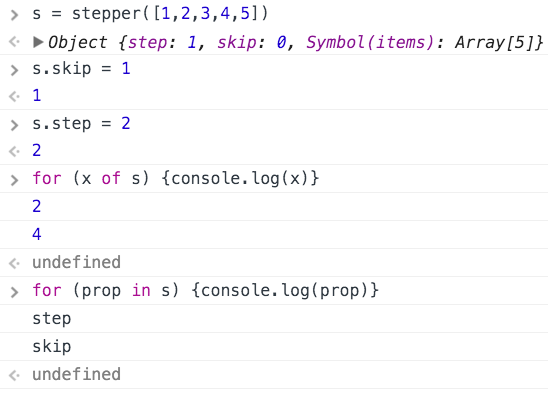 > s = stepper([1,2,3,4,5])
<· ▶Object {step: 1, skip: 0, Symbol(items): Array[5]}
> s.skip = 1
<· 1
> s.step = 2
<· 2
> for (x of s) {console.log(x)}
2
4
<· undefined
> for (prop in s) {console.log(prop)}
step
skip
<· undefined